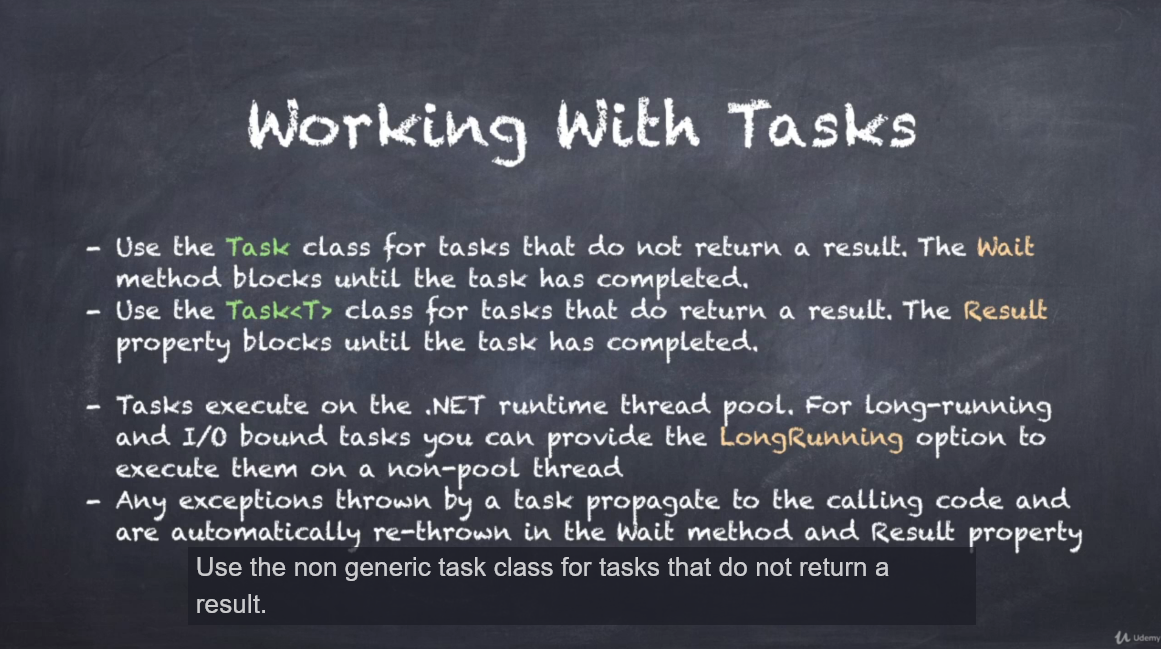 Working With Tasks
- Use the Task class for tasks that do not return a result. The Wait
method blocks until the task has completed.
- Use the Task<T> class for tasks that do return a result. The Result
property blocks until the task has completed.
- Tasks execute on the .NET runtime thread pool. For long-running
and I/O bound tasks you can provide the LongRunning option to
execute them on a non-pool thread
- Any exceptions thrown by a task propagate to the calling code and
are automatically re-thrown in the Wait method and Result property
Use the non generic task class for tasks that do not return a
result.
Udemy